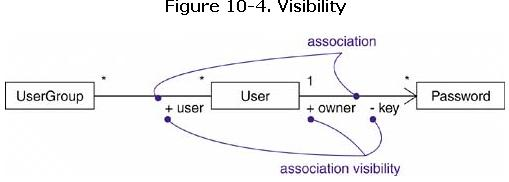 Figure 10-4. Visibility
association
* * 1 *
UserGroup User Password
+ user + owner - key
association visibility